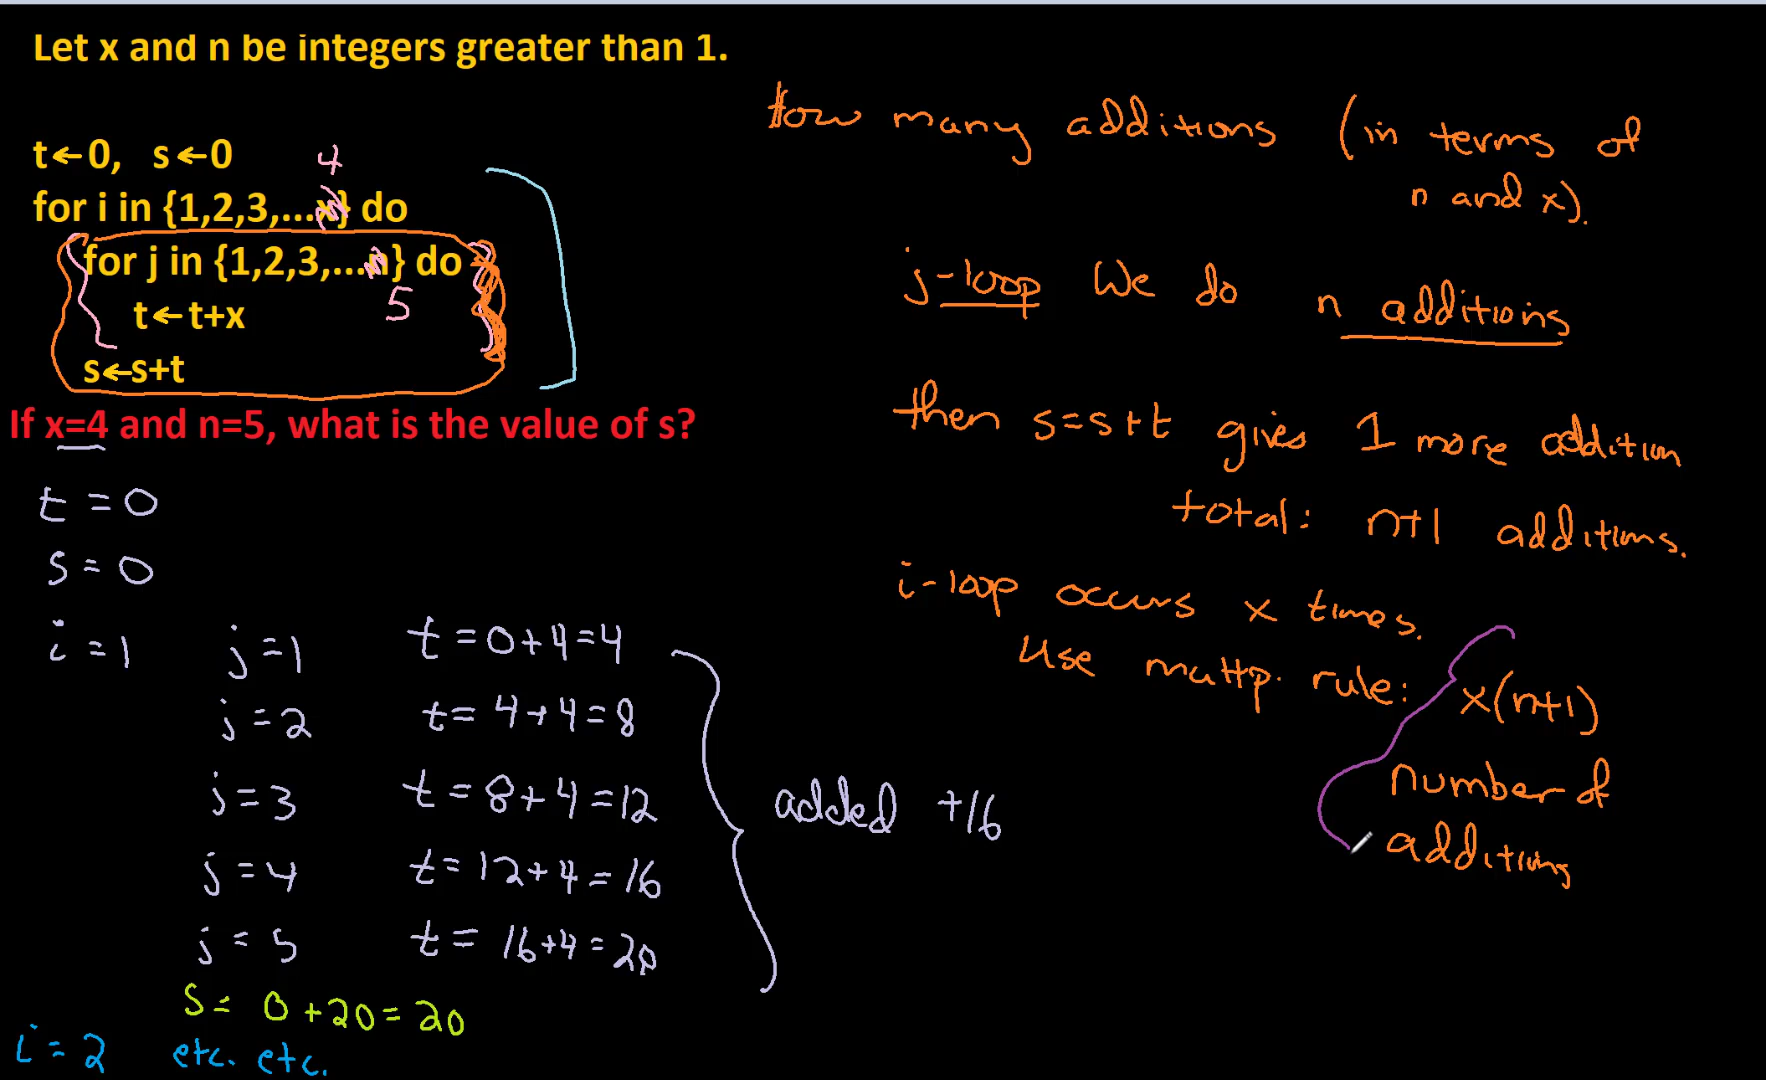 Let x and n be integers greater than 1.
t←0, s←0
4
for i in {1,2,3,...x} do
for j in {1,2,3,...n} do
t←t+x
5
s←s+t
If x=4 and n=5, what is the value of s?
t = 0
s = 0
i = 1 j = 1 t = 0+4=4
j = 2 t = 4+4=8
j = 3 t = 8+4=12
j = 4 t = 12+4=16
j = 5 t = 16+4=20
added +16
s = 0+20=20
i = 2 etc. etc.
How many additions (in terms of
n and x).
j-loop We do n additions
then s=s+t gives 1 more addition
total: n+1 additions.
i-loop occurs x times.
Use multp. rule: x(n+1)
number of
additions